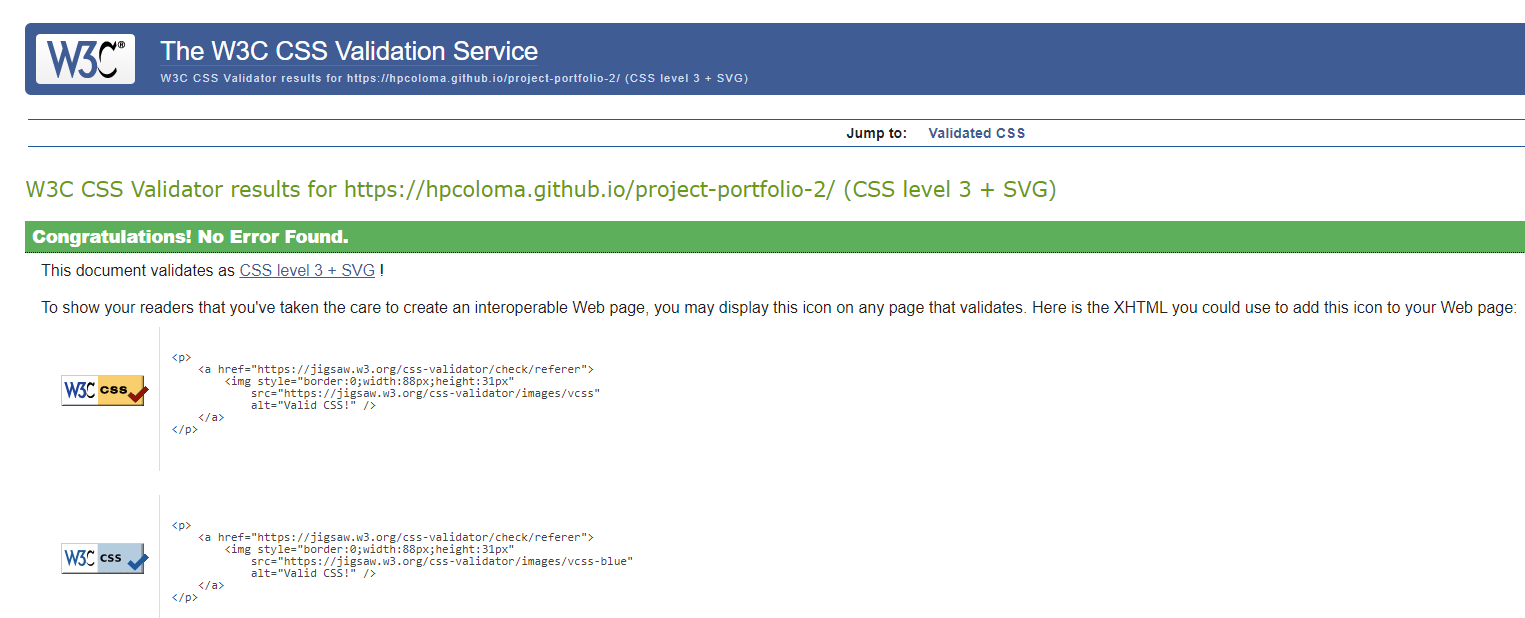 W3C®
The W3C CSS Validation Service
W3C CSS Validator results for https://hpcoloma.github.io/project-portfolio-2/ (CSS level 3 + SVG)
Jump to: Validated CSS
W3C CSS Validator results for https://hpcoloma.github.io/project-portfolio-2/ (CSS level 3 + SVG)
Congratulations! No Error Found.
This document validates as CSS level 3 + SVG !
To show your readers that you've taken the care to create an interoperable Web page, you may display this icon on any page that validates. Here is the XHTML you could use to add this icon to your Web page:
W3C css
<p>
<a href="https://jigsaw.w3.org/css-validator/check/referer">
<img style="border:0;width:88px;height:31px"
src="https://jigsaw.w3.org/css-validator/images/vcss"
alt="Valid CSS!" />
</a>
</p>
W3C css
<p>
<a href="https://jigsaw.w3.org/css-validator/check/referer">
<img style="border:0;width:88px;height:31px"
src="https://jigsaw.w3.org/css-validator/images/vcss-blue"
alt="Valid CSS!" />
</a>
</p>